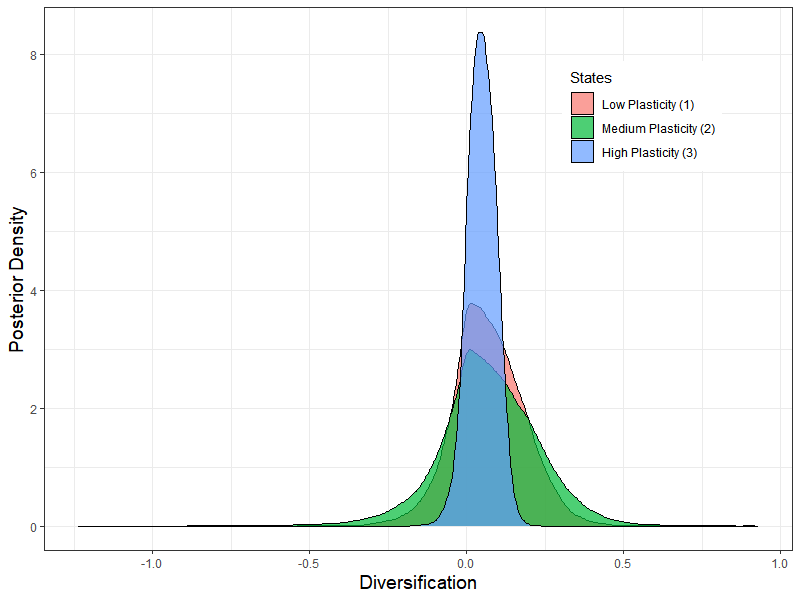 States
Low Plasticity (1)
Medium Plasticity (2)
High Plasticity (3)
Posterior Density
8
6
4
2
0
-1.0
-0.5
0.0
0.5
1.0
Diversification